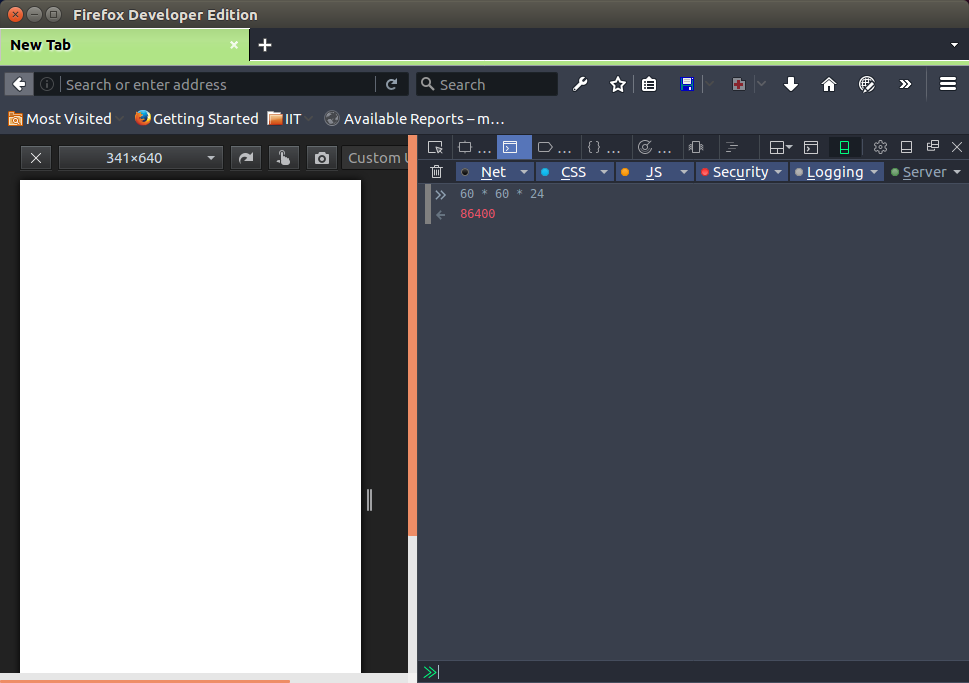 Firefox Developer Edition
New Tab
Search or enter address
Search
Most Visited Getting Started IIT Available Reports – m...
341×640 Custom U
Net CSS JS Security Logging Server
60 * 60 * 24
86400